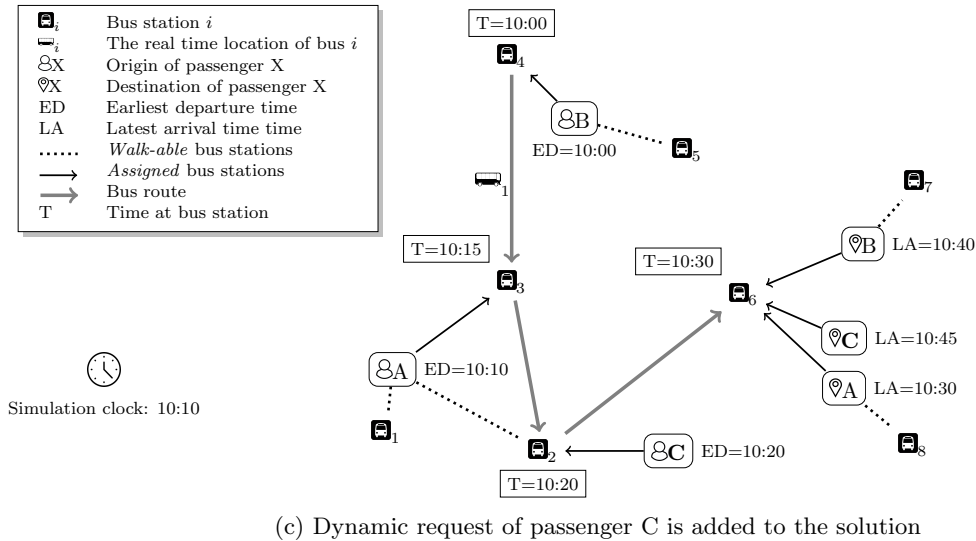 i Bus station i
i The real time location of bus i
X Origin of passenger X
X Destination of passenger X
ED Earliest departure time
LA Latest arrival time time
Walk-able bus stations
Assigned bus stations
Bus route
T Time at bus station
T=10:00
4
B
ED=10:00
5
1
7
B LA=10:40
T=10:15
T=10:30
3
6
C LA=10:45
A ED=10:10
A LA=10:30
Simulation clock: 10:10
1
2
C ED=10:20
8
T=10:20
(c) Dynamic request of passenger C is added to the solution